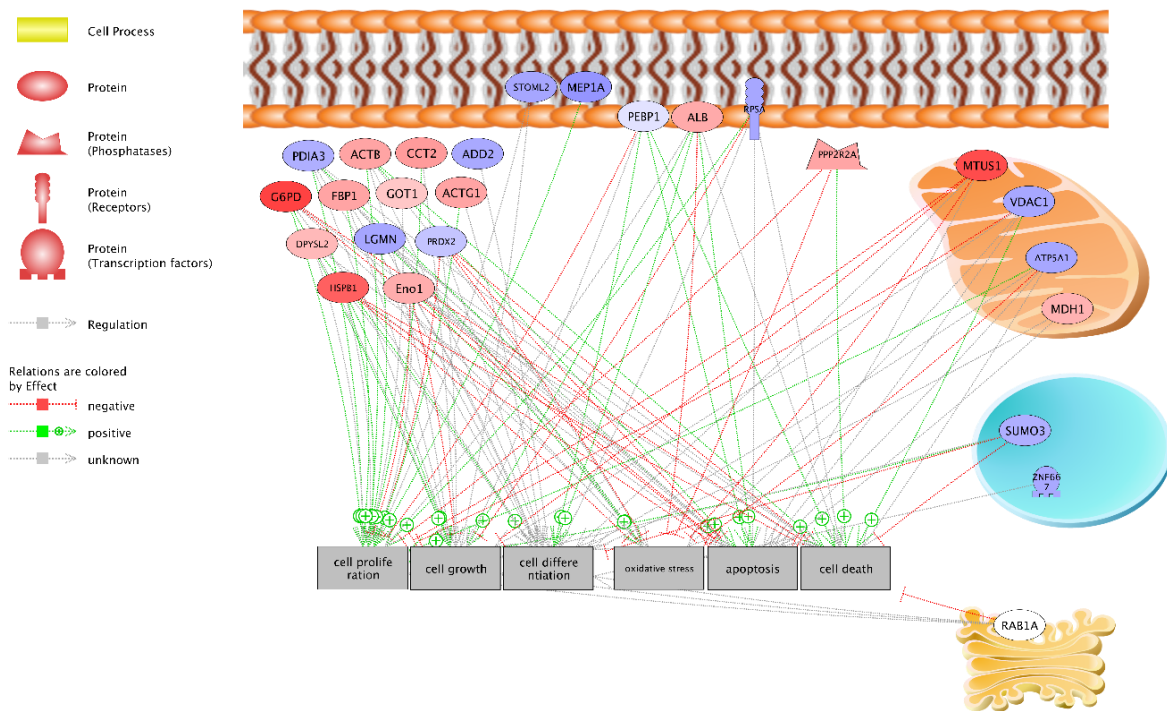 Cell Process
Protein
Protein
(Phosphatases)
Protein
(Receptors)
Protein
(Transcription factors)
Regulation
Relations are colored
by Effect
negative
positive
unknown
STOML2
MEP1A
PEBP1
ALB
RPSA
PDIA3
ACTB
CCT2
ADD2
PPP2R2A
G6PD
FBP1
GOT1
ACTG1
DPYSL2
LGMN
PRDX2
HSPB1
Eno1
MTUS1
VDAC1
ATP5A1
MDH1
SUMO3
ZNF66
7
cell prolife
ration
cell growth
cell differe
ntiation
oxidative stress
apoptosis
cell death
RAB1A